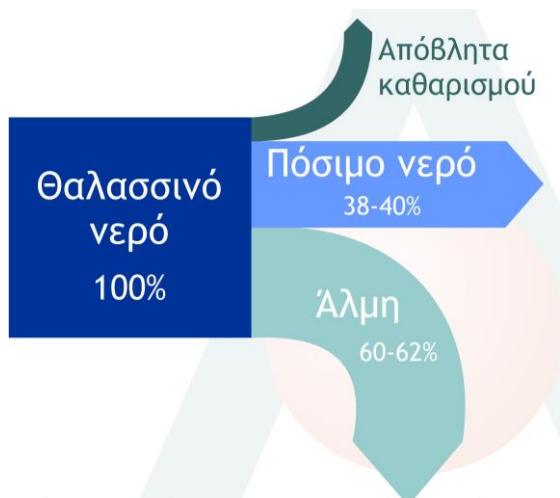 Απόβλητα
καθαρισμού
Θαλασσινό
νερό
100%
Πόσιμο νερό
38-40%
Άλμη
60-62%